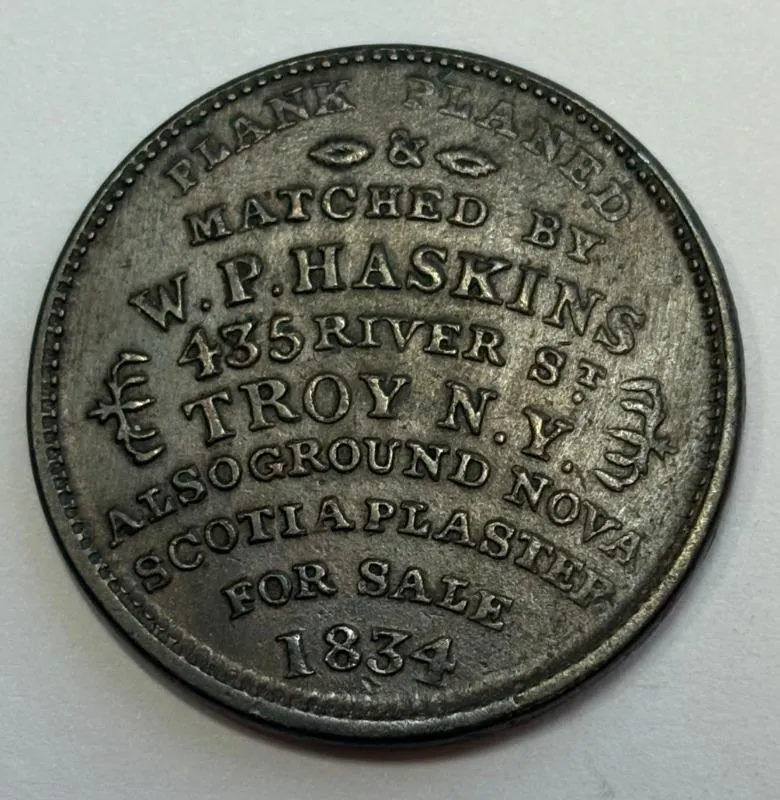 PLANK PLANED
&
MATCHED BY
W. P. HASKINS
435 RIVER ST.
TROY N. Y.
ALSO GROUND NOVA
SCOTIA PLASTER
FOR SALE
1834